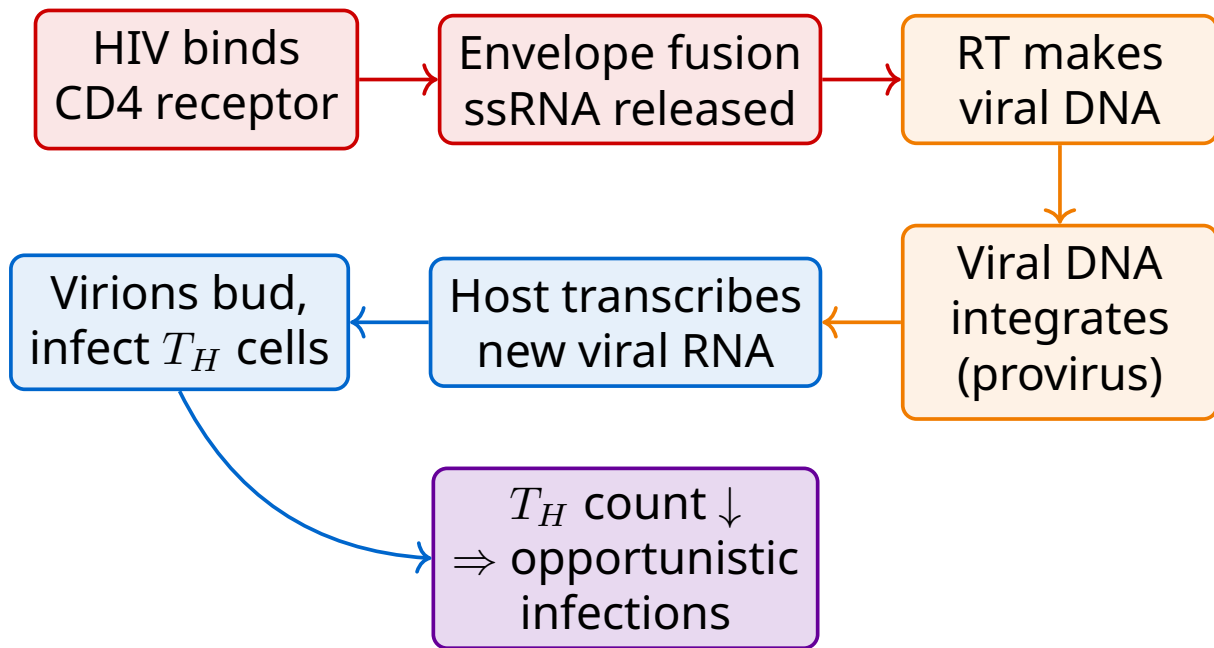 HIV binds
CD4 receptor
Envelope fusion
ssRNA released
RT makes
viral DNA
Viral DNA
integrates
(provirus)
Host transcribes
new viral RNA
Virions bud,
infect T_H cells
T_H count ↓
⇒ opportunistic
infections